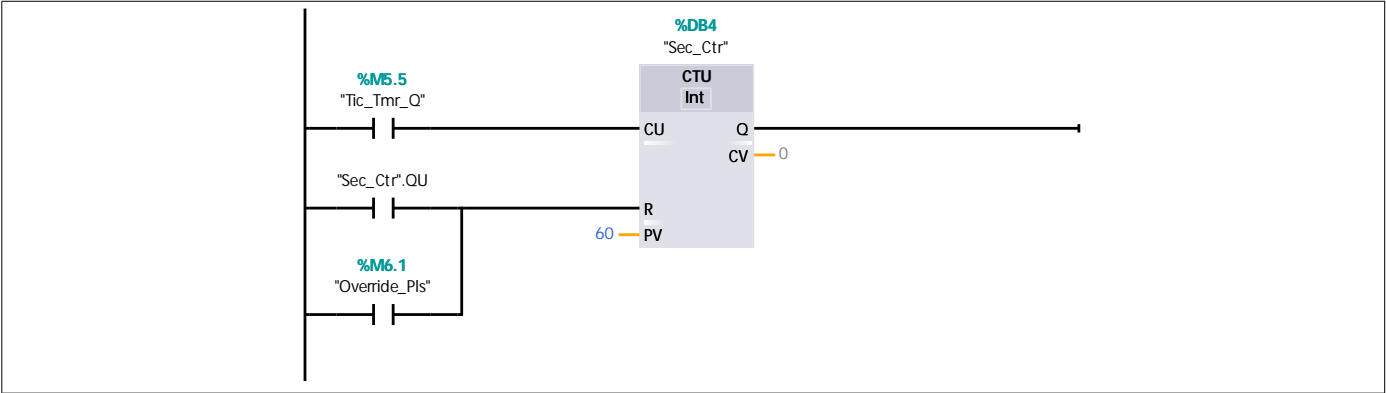 %DB4
"Sec_Ctr"
CTU
Int
%M5.5
"Tic_Tmr_Q"
CU
Q
CV
0
"Sec_Ctr".QU
R
60
PV
%M6.1
"Override_Pls"